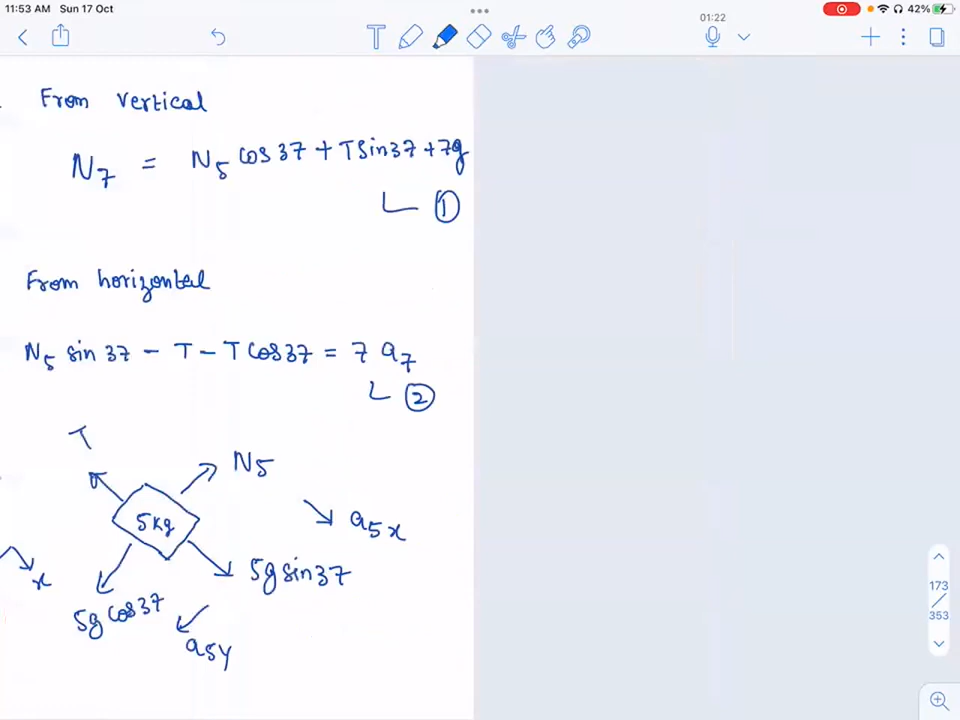 11:53 AM Sun 17 Oct
42%
01:22
T
From vertical
N7 = N5 cos 37 + T sin 37 + 7g
1
From horizontal
N5 sin 37 - T - T cos 37 = 7 a7
2
T
N5
5kg
a5x
x
5g sin 37
5g cos 37
a5y
173
353